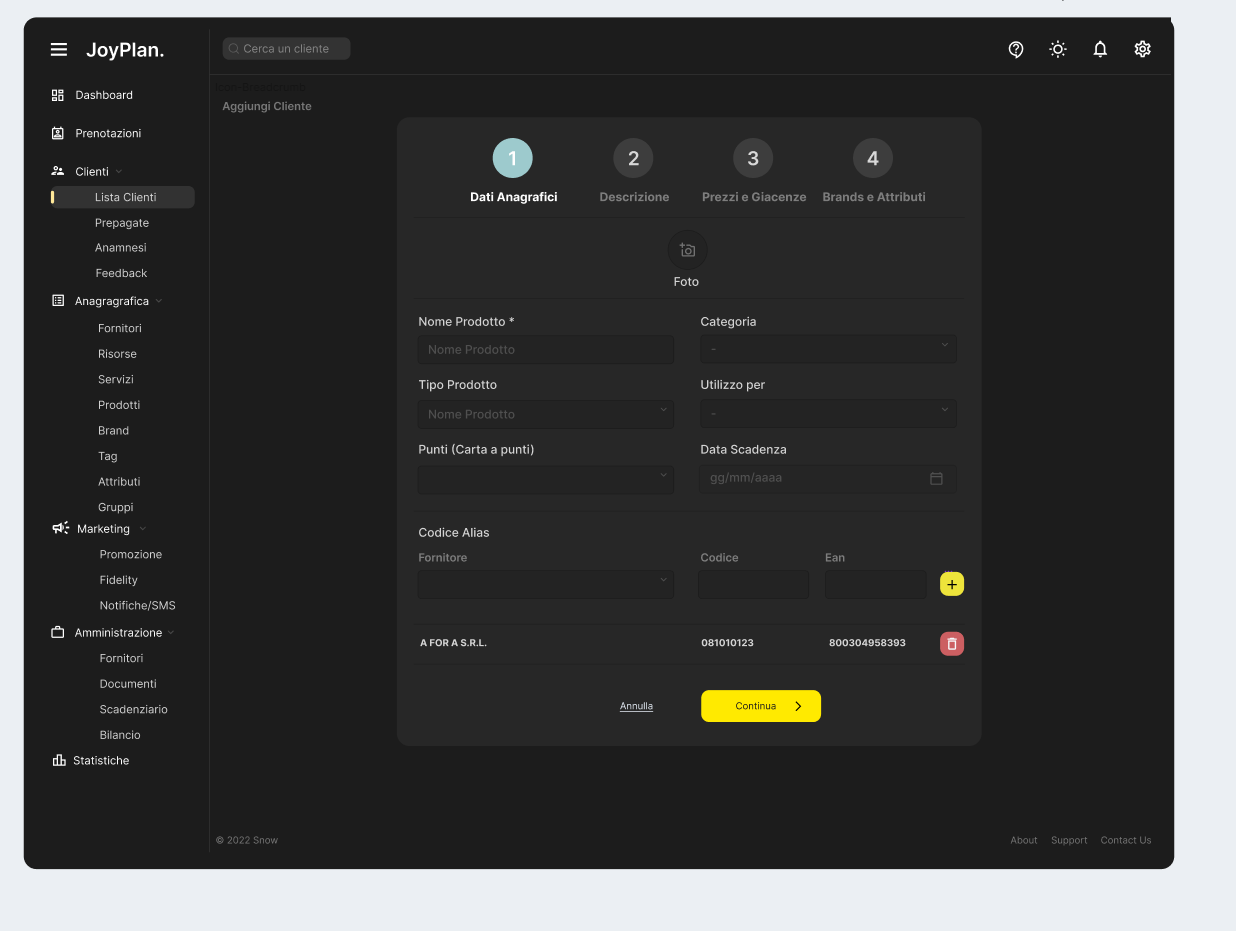 JoyPlan.
Cerca un cliente
Dashboard
Prenotazioni
Clienti
Lista Clienti
Prepagate
Anamnesi
Feedback
Anagragrafica
Fornitori
Risorse
Servizi
Prodotti
Brand
Tag
Attributi
Gruppi
Marketing
Promozione
Fidelity
Notifiche/SMS
Amministrazione
Fornitori
Documenti
Scadenziario
Bilancio
Statistiche
Aggiungi Cliente
1 2 3 4
Dati Anagrafici Descrizione Prezzi e Giacenze Brands e Attributi
Foto
Nome Prodotto * Categoria
Nome Prodotto -
Tipo Prodotto Utilizzo per
Nome Prodotto -
Punti (Carta a punti) Data Scadenza
gg/mm/aaaa
Codice Alias
Fornitore Codice Ean
A FOR A S.R.L. 081010123 800304958393
Annulla Continua
© 2022 Snow About Support Contact Us